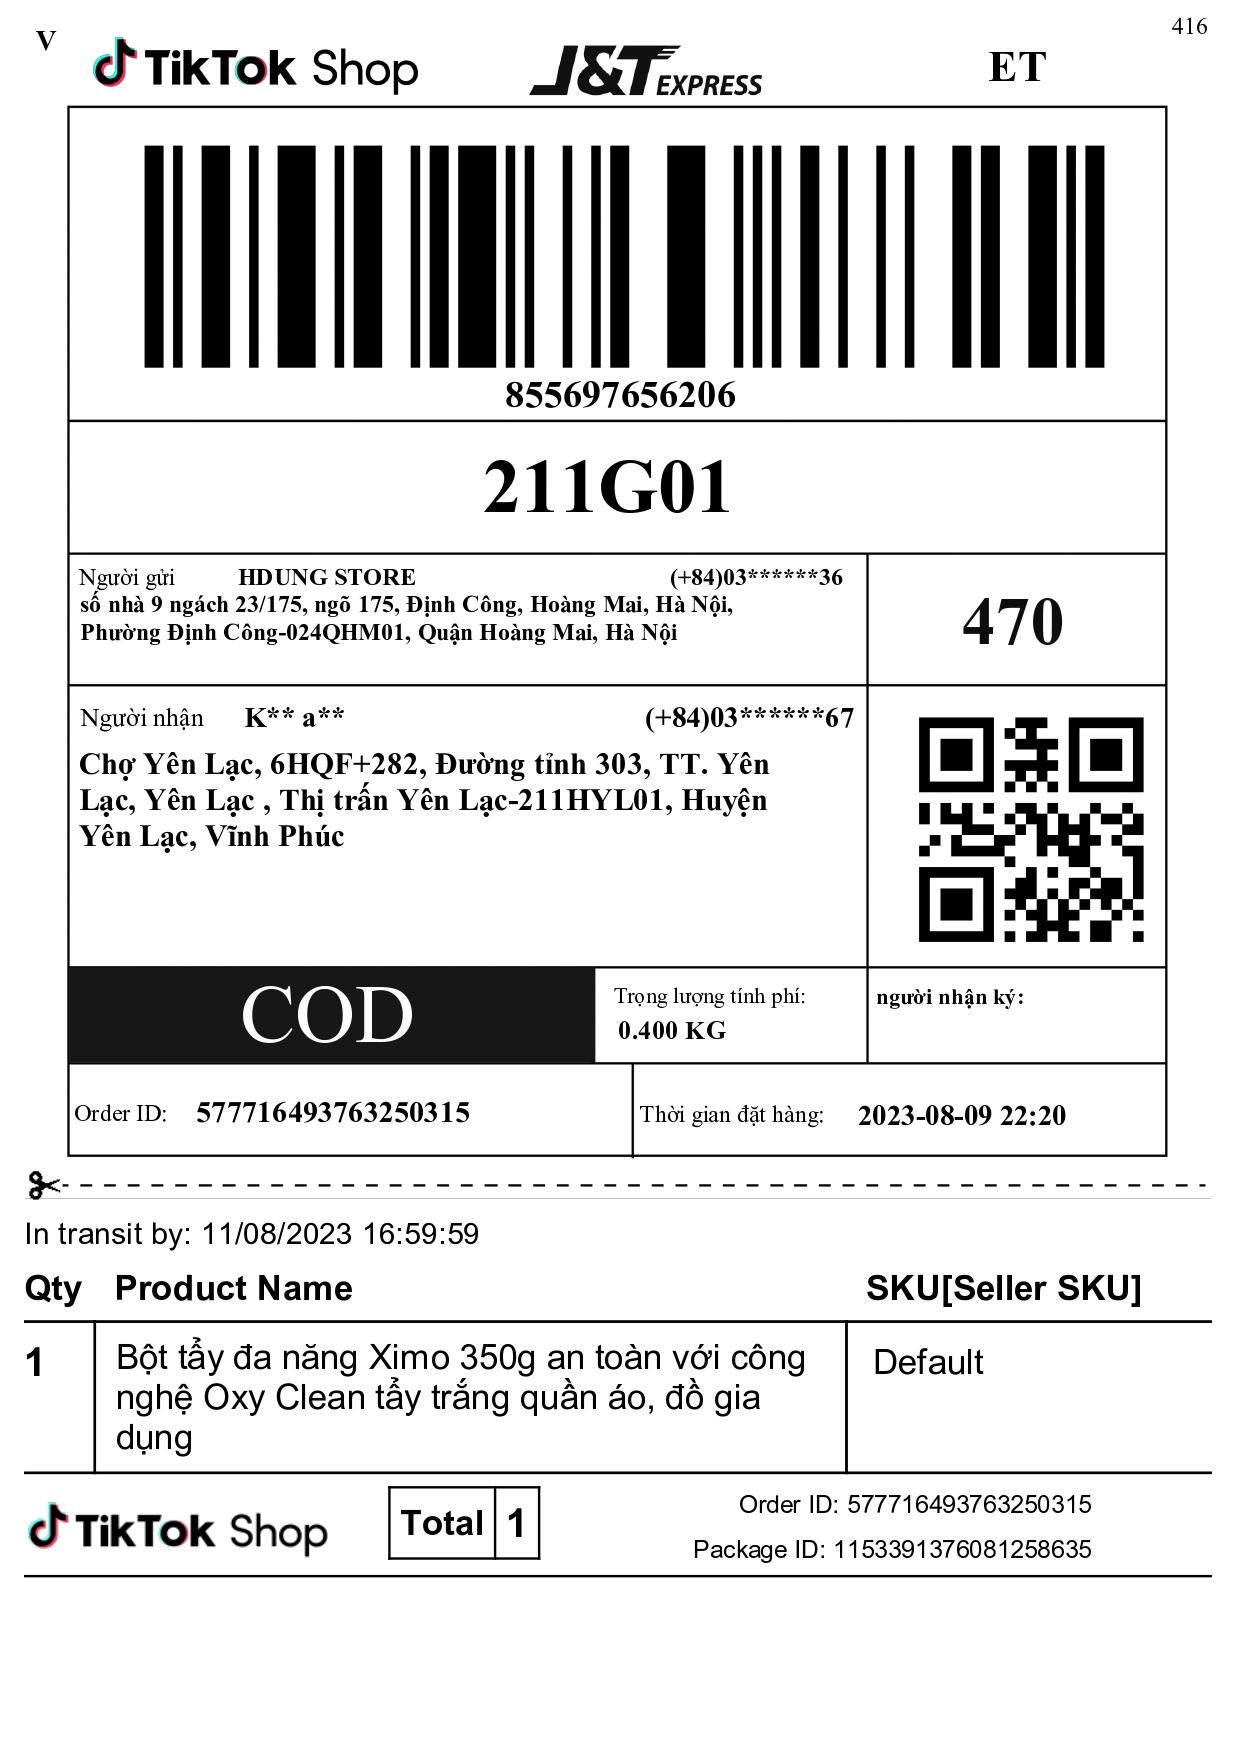 416
V
TikTok Shop
J&T EXPRESS
ET
855697656206
211G01
Người gửi HDUNG STORE (+84)03******36
số nhà 9 ngách 23/175, ngõ 175, Định Công, Hoàng Mai, Hà Nội,
Phường Định Công-024QHM01, Quận Hoàng Mai, Hà Nội
470
Người nhận K** a** (+84)03******67
Chợ Yên Lạc, 6HQF+282, Đường tỉnh 303, TT. Yên
Lạc, Yên Lạc , Thị trấn Yên Lạc-211HYL01, Huyện
Yên Lạc, Vĩnh Phúc
COD
Trọng lượng tính phí:
0.400 KG
người nhận ký:
Order ID: 577716493763250315
Thời gian đặt hàng: 2023-08-09 22:20
In transit by: 11/08/2023 16:59:59
Qty Product Name SKU[Seller SKU]
1 Bột tẩy đa năng Ximo 350g an toàn với công Default
nghệ Oxy Clean tẩy trắng quần áo, đồ gia
dụng
TikTok Shop
Total 1
Order ID: 577716493763250315
Package ID: 1153391376081258635